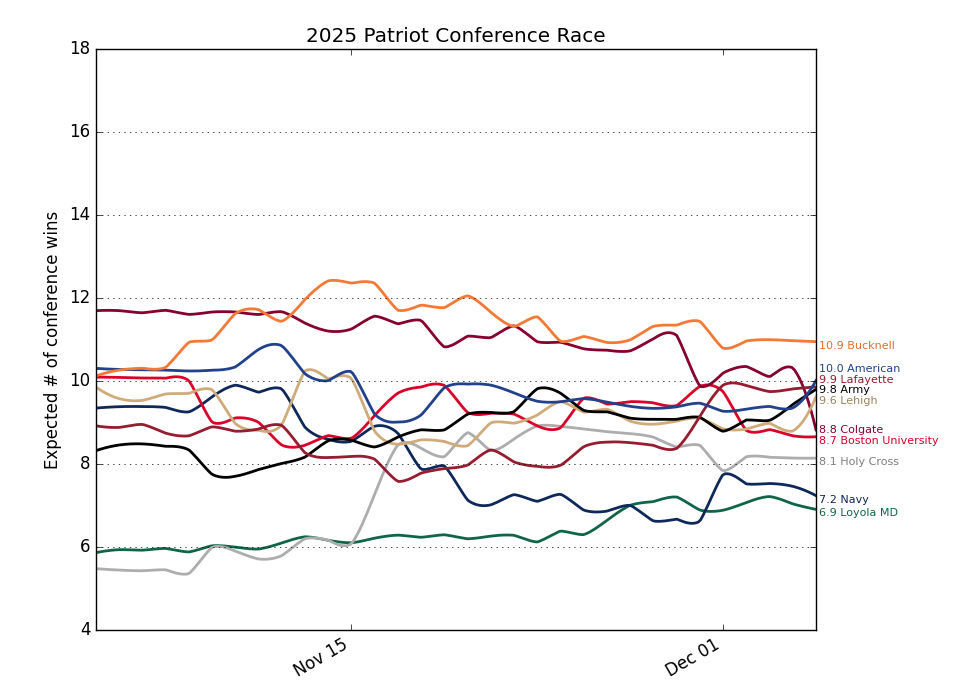 2025 Patriot Conference Race
Expected # of conference wins
18
16
14
12
10
8
6
4
Nov 15
Dec 01
10.9 Bucknell
10.0 American
9.9 Lafayette
9.8 Army
9.6 Lehigh
8.8 Colgate
8.7 Boston University
8.1 Holy Cross
7.2 Navy
6.9 Loyola MD